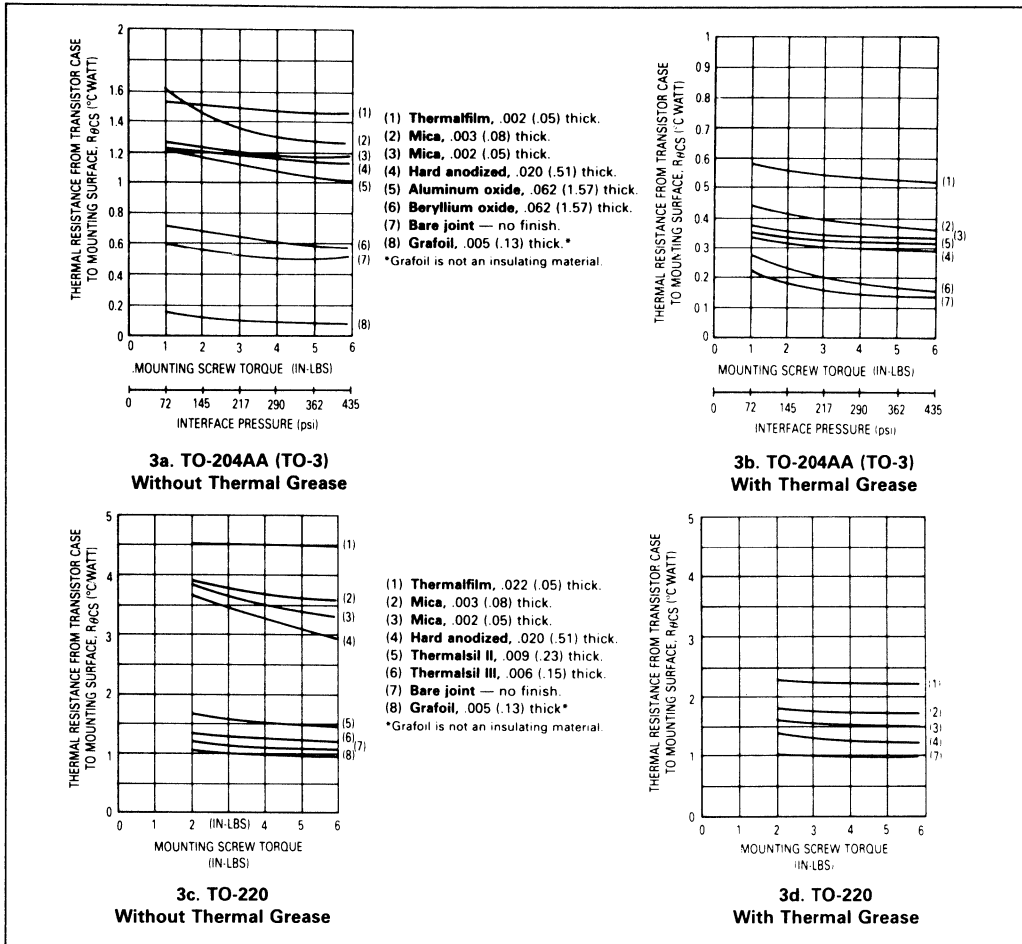 THERMAL RESISTANCE FROM TRANSISTOR CASE
TO MOUNTING SURFACE, RθCS (°C/WATT)
2
1.8
1.6
1.4
1.2
1
0.8
0.6
0.4
0.2
0
(1)
(2)
(3)
(4)
(5)
(6)
(7)
(8)
0 1 2 3 4 5 6
MOUNTING SCREW TORQUE (IN-LBS)
0 72 145 217 290 362 435
INTERFACE PRESSURE (psi)
3a. TO-204AA (TO-3)
Without Thermal Grease
(1) Thermalfilm, .002 (.05) thick.
(2) Mica, .003 (.08) thick.
(3) Mica, .002 (.05) thick.
(4) Hard anodized, .020 (.51) thick.
(5) Aluminum oxide, .062 (1.57) thick.
(6) Beryllium oxide, .062 (1.57) thick.
(7) Bare joint — no finish.
(8) Grafoil, .005 (.13) thick.*
*Grafoil is not an insulating material.
THERMAL RESISTANCE FROM TRANSISTOR CASE
TO MOUNTING SURFACE, RθCS (°C/WATT)
1
0.9
0.8
0.7
0.6
0.5
0.4
0.3
0.2
0.1
0
(1)
(2)
(3)
(5)
(4)
(6)
(7)
0 1 2 3 4 5 6
MOUNTING SCREW TORQUE (IN-LBS)
0 72 145 217 290 362 435
INTERFACE PRESSURE (psi)
3b. TO-204AA (TO-3)
With Thermal Grease
THERMAL RESISTANCE FROM TRANSISTOR CASE
TO MOUNTING SURFACE, RθCS (°C/WATT)
5
4
3
2
1
0
(1)
(2)
(3)
(4)
(5)
(6)
(7)
(8)
0 1 2 (IN-LBS) 4 5 6
MOUNTING SCREW TORQUE
(IN-LBS)
3c. TO-220
Without Thermal Grease
(1) Thermalfilm, .022 (.05) thick.
(2) Mica, .003 (.08) thick.
(3) Mica, .002 (.05) thick.
(4) Hard anodized, .020 (.51) thick.
(5) Thermalsil II, .009 (.23) thick.
(6) Thermalsil III, .006 (.15) thick.
(7) Bare joint — no finish.
(8) Grafoil, .005 (.13) thick*
*Grafoil is not an insulating material.
THERMAL RESISTANCE FROM TRANSISTOR CASE
TO MOUNTING SURFACE, RθCS (°C/WATT)
5
4
3
2
1
0
(1)
(2)
(3)
(4)
(7)
0 1 2 3 4 5 6
MOUNTING SCREW TORQUE
(IN-LBS)
3d. TO-220
With Thermal Grease